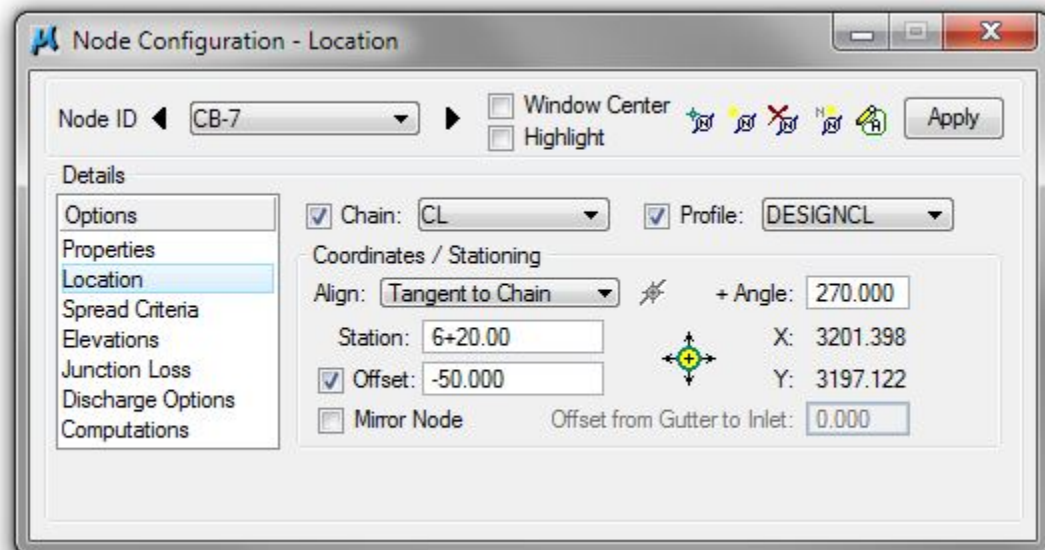 Node Configuration - Location
Node ID CB-7 Window Center Apply
Highlight
Details
Options Chain: CL Profile: DESIGNCL
Properties
Location
Spread Criteria
Elevations
Junction Loss
Discharge Options
Computations
Coordinates / Stationing
Align: Tangent to Chain + Angle: 270.000
Station: 6+20.00 X: 3201.398
Offset: -50.000 Y: 3197.122
Mirror Node Offset from Gutter to Inlet: 0.000